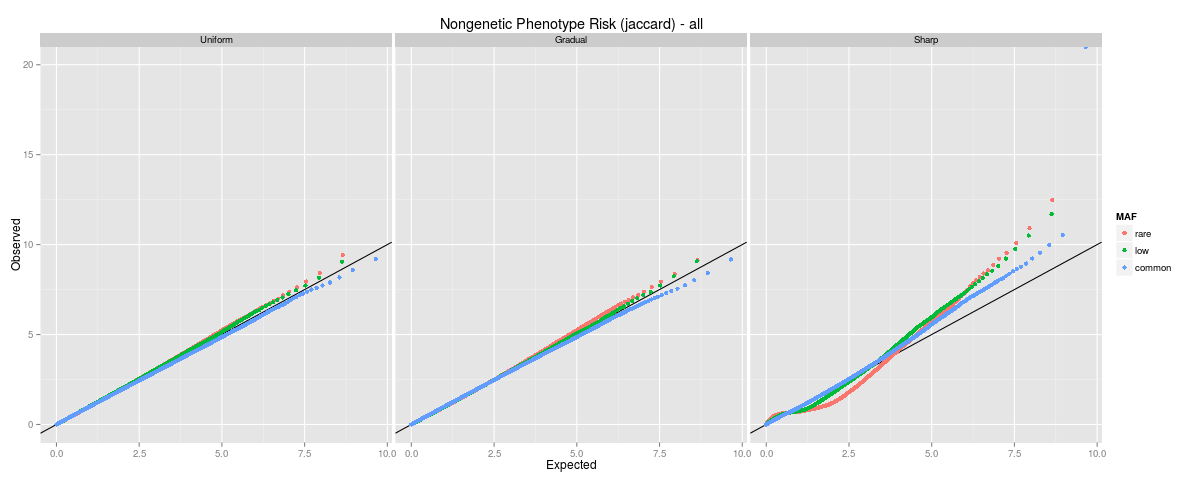 Nongenetic Phenotype Risk (jaccard) - all
Uniform Gradual Sharp
Observed
20
15
10
5
0
0.0 2.5 5.0 7.5 10.0 0.0 2.5 5.0 7.5 10.0 0.0 2.5 5.0 7.5 10.0
Expected
MAF
rare
low
common